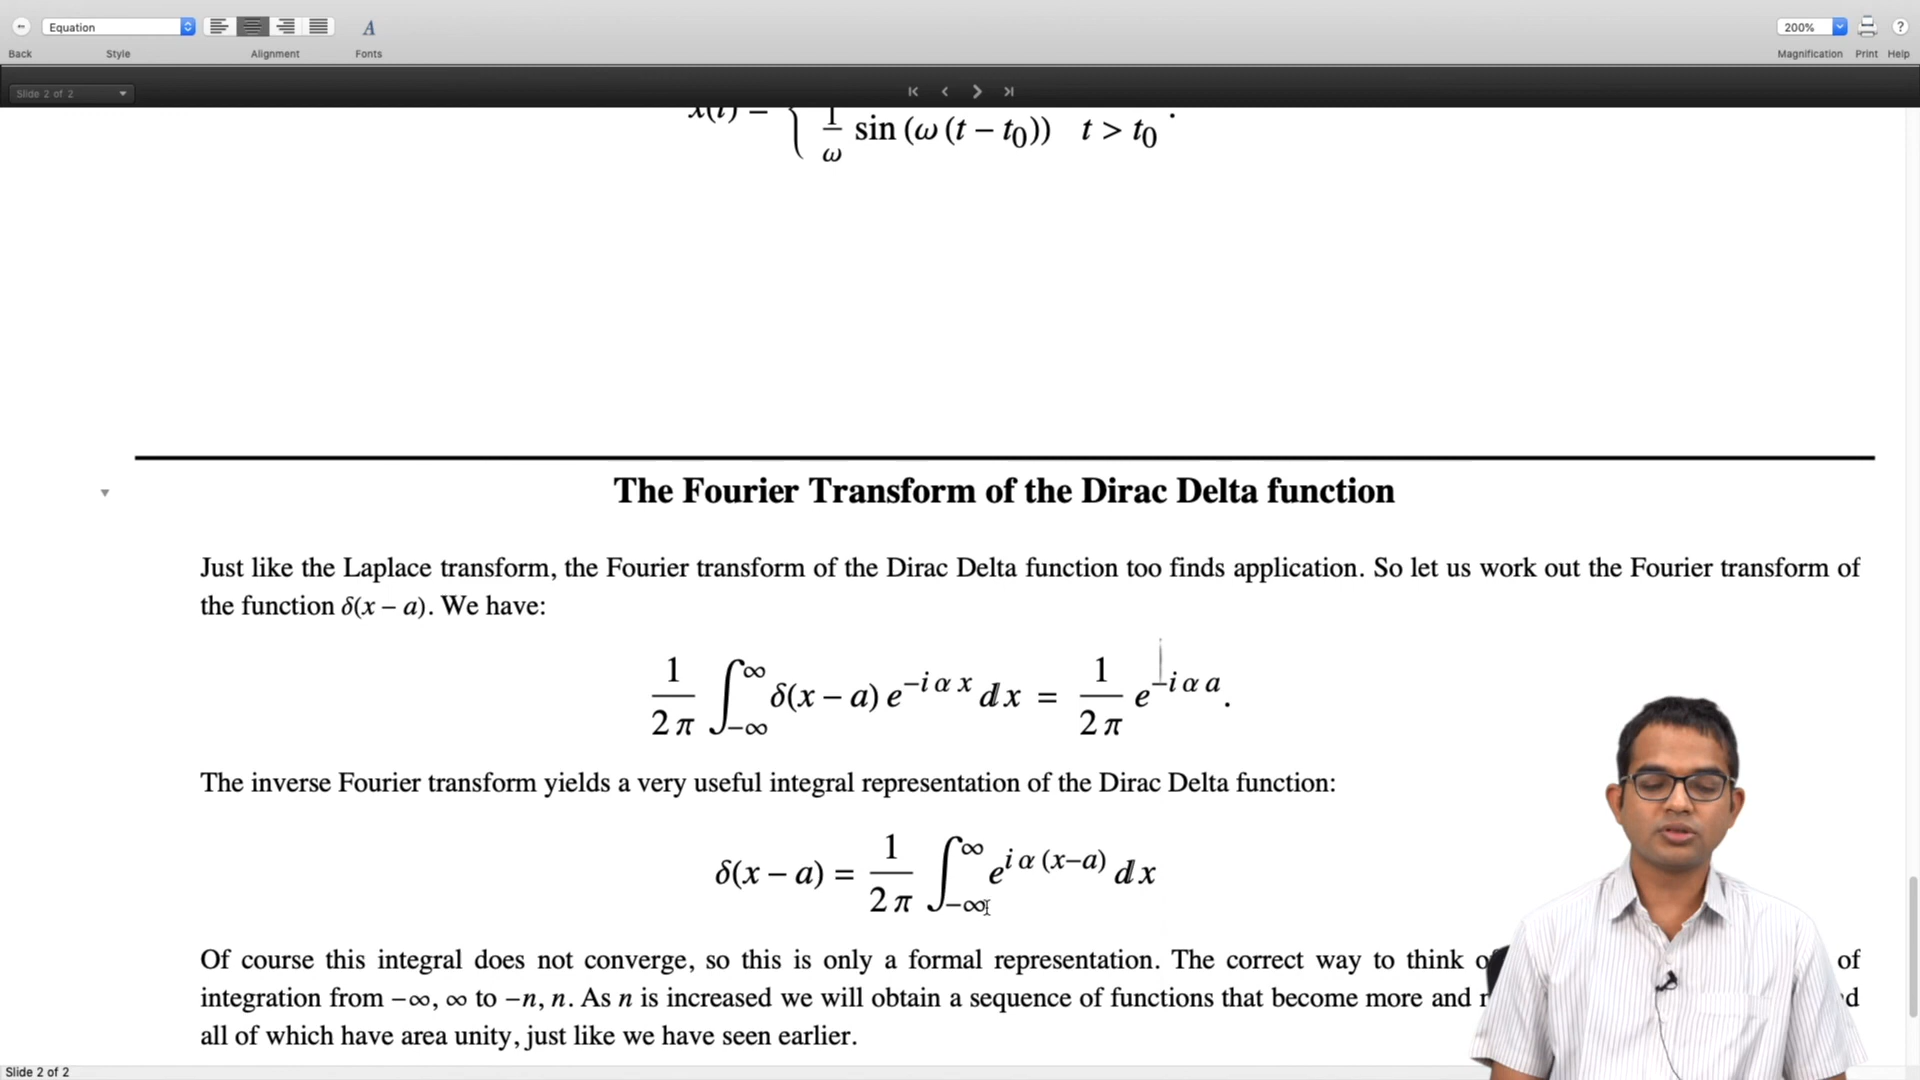 Equation
200%
Back
Style
Alignment
Fonts
Magnification
Print
Help
Slide 2 of 2
x(t) = { 1/ω sin (ω (t − t₀)) t > t₀ .
The Fourier Transform of the Dirac Delta function
Just like the Laplace transform, the Fourier transform of the Dirac Delta function too finds application. So let us work out the Fourier transform of
the function δ(x − a). We have:
1/(2 π) ∫_{−∞}^{∞} δ(x − a) e^{−i α x} dx = 1/(2 π) e^{−i α a}.
The inverse Fourier transform yields a very useful integral representation of the Dirac Delta function:
δ(x − a) = 1/(2 π) ∫_{−∞}^{∞} e^{i α (x−a)} dx
Of course this integral does not converge, so this is only a formal representation. The correct way to think of
integration from −∞, ∞ to −n, n. As n is increased we will obtain a sequence of functions that become more and
all of which have area unity, just like we have seen earlier.
Slide 2 of 2